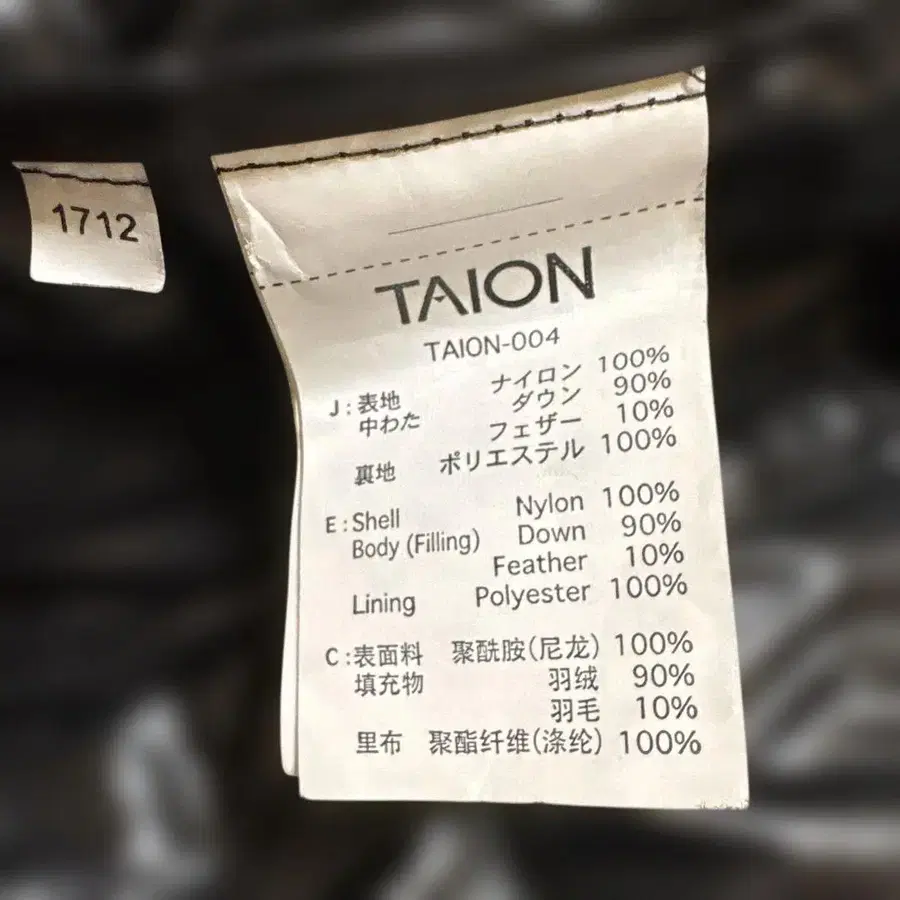 1712
TAION
TAION-004
J：表地 ナイロン 100%
中わた ダウン 90%
フェザー 10%
裏地 ポリエステル 100%
E：Shell Nylon 100%
Body (Filling) Down 90%
Feather 10%
Lining Polyester 100%
C：表面料 聚酰胺(尼龙) 100%
填充物 羽绒 90%
羽毛 10%
里布 聚酯纤维(涤纶) 100%